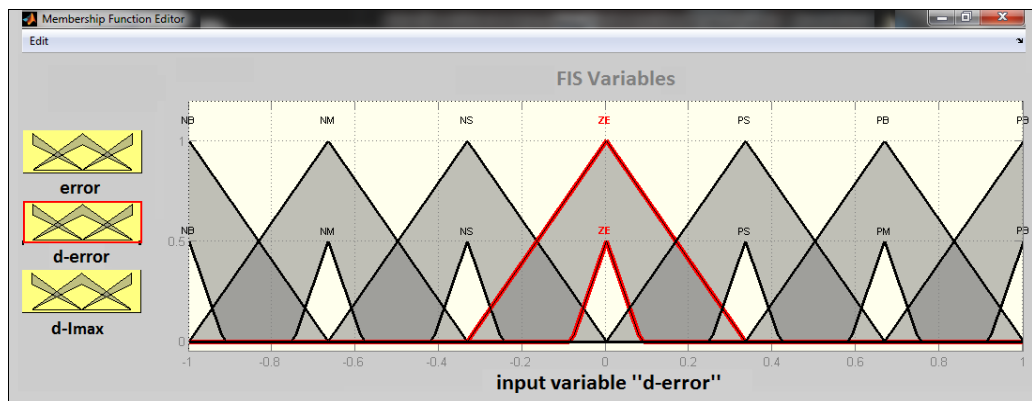 Membership Function Editor
Edit
FIS Variables
NB NM NS ZE PS PB PB
1
NB NM NS ZE PS PM PB
0.5
0
-1 -0.8 -0.6 -0.4 -0.2 0 0.2 0.4 0.6 0.8 1
input variable "d-error"
error
d-error
d-Imax